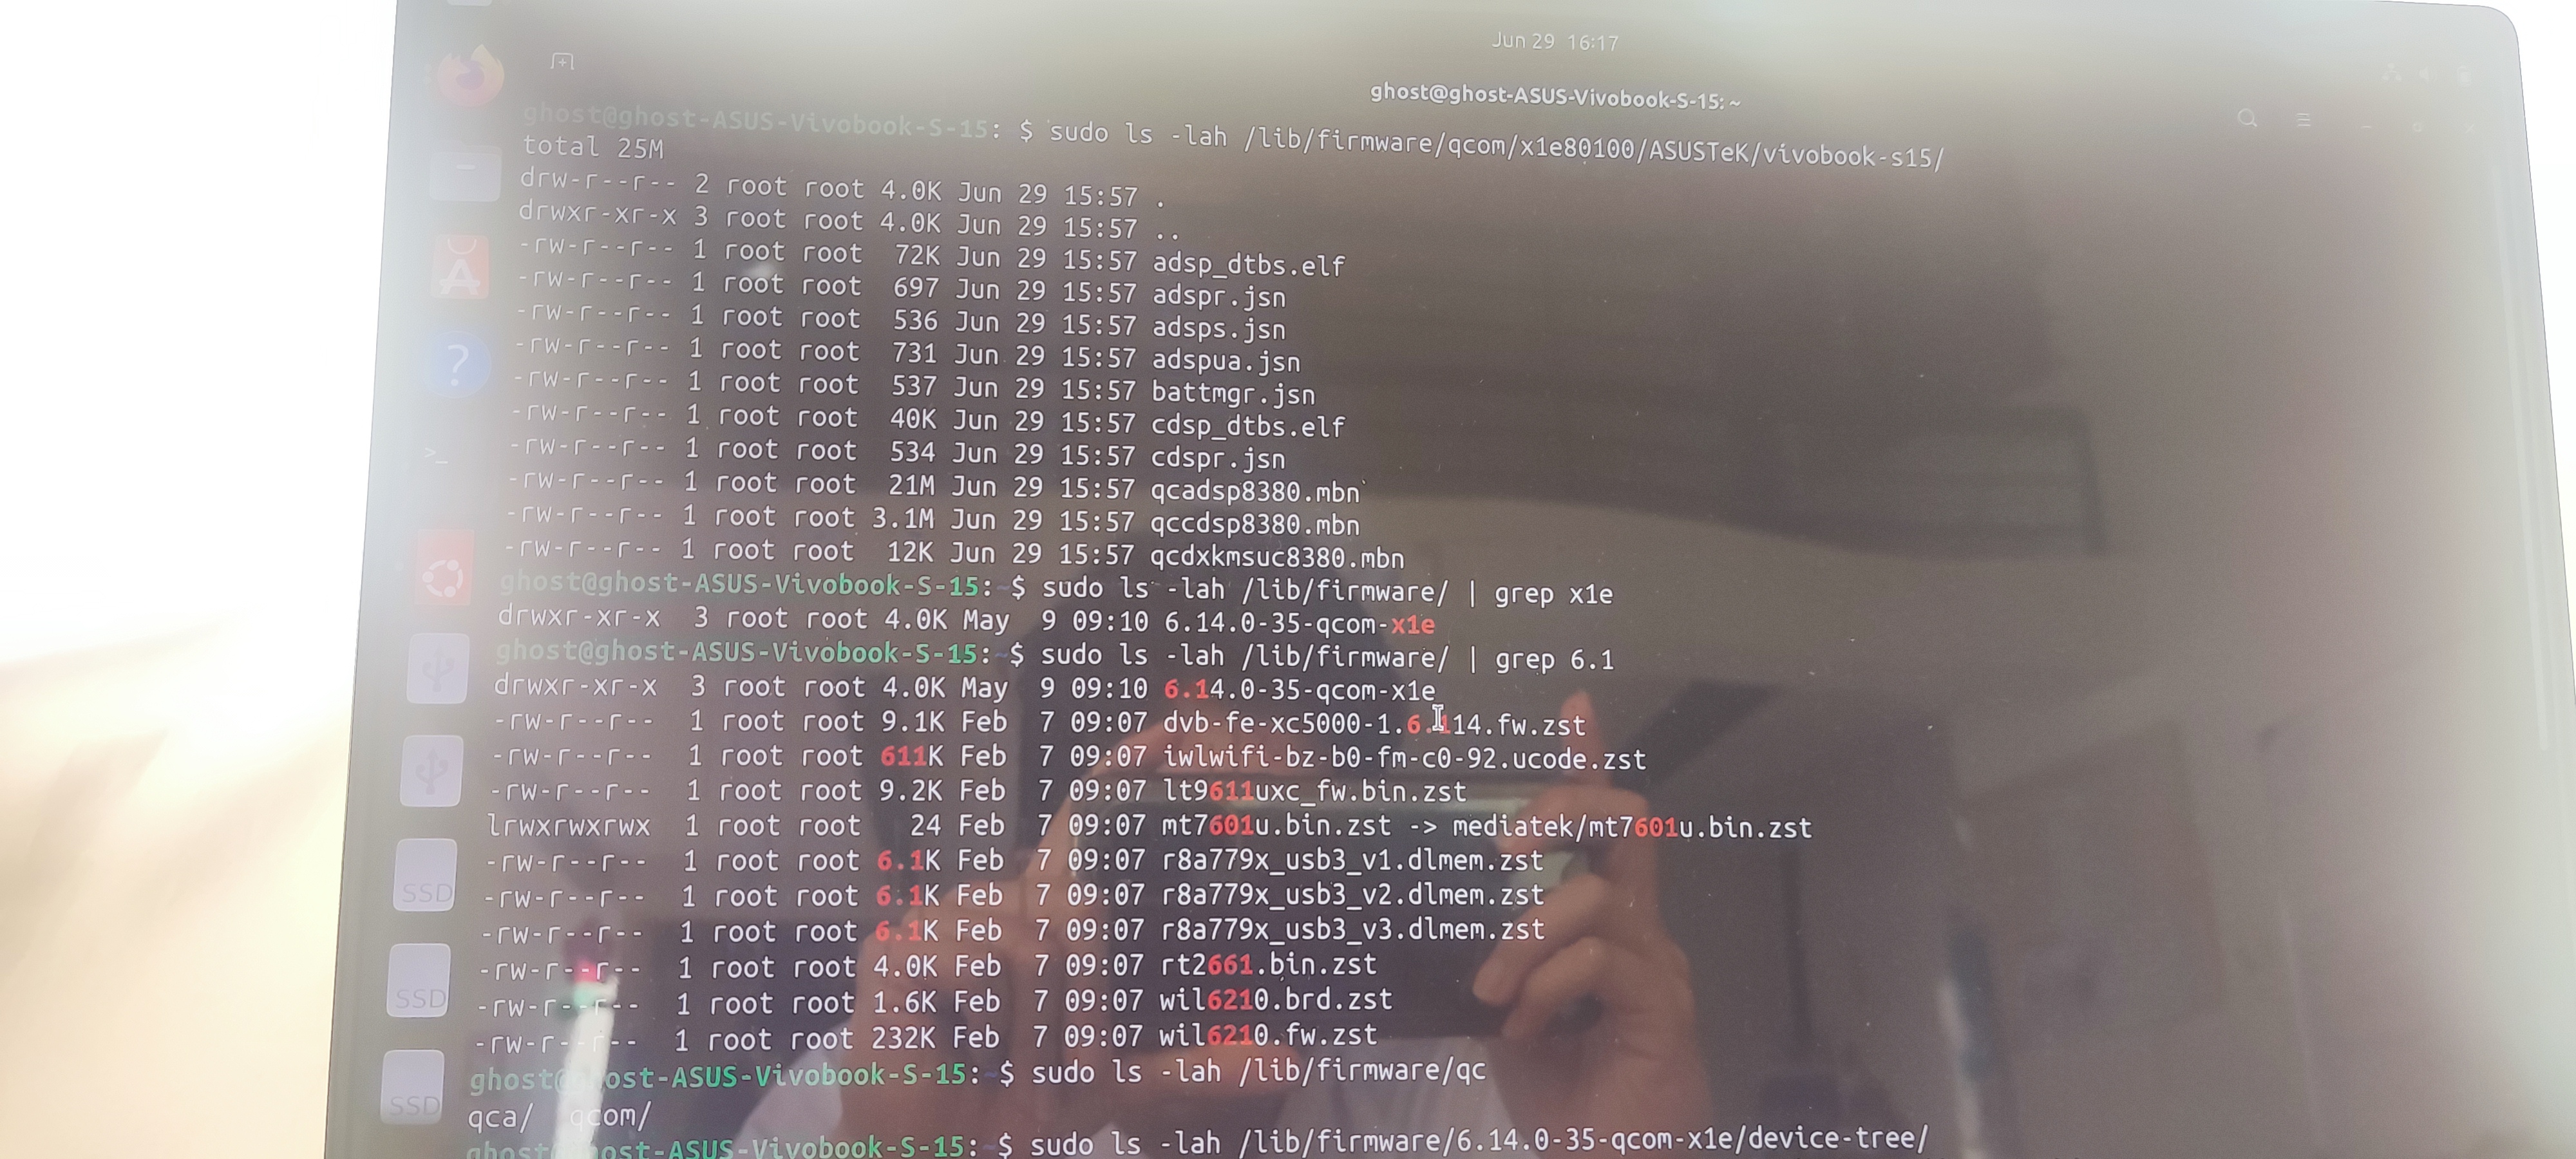 Jun 29 16:17
ghost@ghost-ASUS-Vivobook-S-15: ~
ghost@ghost-ASUS-Vivobook-S-15: $ sudo ls -lah /lib/firmware/qcom/x1e80100/ASUSTeK/vivobook-s15/
total 25M
drw-r--r-- 2 root root 4.0K Jun 29 15:57 .
drwxr-xr-x 3 root root 4.0K Jun 29 15:57 ..
-rw-r--r-- 1 root root 72K Jun 29 15:57 adsp_dtbs.elf
-rw-r--r-- 1 root root 697 Jun 29 15:57 adspr.jsn
-rw-r--r-- 1 root root 536 Jun 29 15:57 adsps.jsn
-rw-r--r-- 1 root root 731 Jun 29 15:57 adspua.jsn
-rw-r--r-- 1 root root 537 Jun 29 15:57 battmgr.jsn
-rw-r--r-- 1 root root 40K Jun 29 15:57 cdsp_dtbs.elf
-rw-r--r-- 1 root root 534 Jun 29 15:57 cdspr.jsn
-rw-r--r-- 1 root root 21M Jun 29 15:57 qcadsp8380.mbn
-rw-r--r-- 1 root root 3.1M Jun 29 15:57 qccdsp8380.mbn
-rw-r--r-- 1 root root 12K Jun 29 15:57 qcdxkmsuc8380.mbn
ghost@ghost-ASUS-Vivobook-S-15:~$ sudo ls -lah /lib/firmware/ | grep x1e
drwxr-xr-x 3 root root 4.0K May 9 09:10 6.14.0-35-qcom-x1e
ghost@ghost-ASUS-Vivobook-S-15:~$ sudo ls -lah /lib/firmware/ | grep 6.1
drwxr-xr-x 3 root root 4.0K May 9 09:10 6.14.0-35-qcom-x1e
-rw-r--r-- 1 root root 9.1K Feb 7 09:07 dvb-fe-xc5000-1.6.114.fw.zst
-rw-r--r-- 1 root root 611K Feb 7 09:07 iwlwifi-bz-b0-fm-c0-92.ucode.zst
-rw-r--r-- 1 root root 9.2K Feb 7 09:07 lt9611uxc_fw.bin.zst
lrwxrwxrwx 1 root root 24 Feb 7 09:07 mt7601u.bin.zst -> mediatek/mt7601u.bin.zst
-rw-r--r-- 1 root root 6.1K Feb 7 09:07 r8a779x_usb3_v1.dlmem.zst
-rw-r--r-- 1 root root 6.1K Feb 7 09:07 r8a779x_usb3_v2.dlmem.zst
-rw-r--r-- 1 root root 6.1K Feb 7 09:07 r8a779x_usb3_v3.dlmem.zst
-rw-r--r-- 1 root root 4.0K Feb 7 09:07 rt2661.bin.zst
-rw-r--r-- 1 root root 1.6K Feb 7 09:07 wil6210.brd.zst
-rw-r--r-- 1 root root 232K Feb 7 09:07 wil6210.fw.zst
ghost@ghost-ASUS-Vivobook-S-15:~$ sudo ls -lah /lib/firmware/qc
qca/ qcom/
ghost@ghost-ASUS-Vivobook-S-15:~$ sudo ls -lah /lib/firmware/6.14.0-35-qcom-x1e/device-tree/
SSD
SSD
SSD